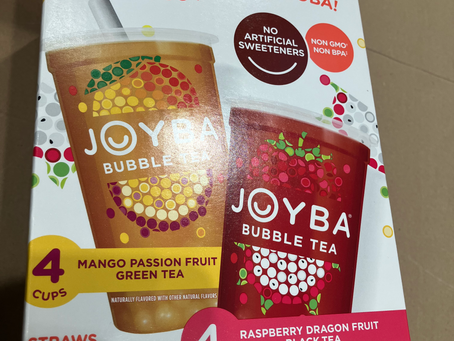 NO
ARTIFICIAL
SWEETENERS
NON GMO†
NON BPA†
JOYBA
BUBBLE TEA
JOYBA®
BUBBLE TEA
4
CUPS
MANGO PASSION FRUIT
GREEN TEA
NATURALLY FLAVORED WITH OTHER NATURAL FLAVORS
4
RASPBERRY DRAGON FRUIT
BLACK TEA
STRAWS